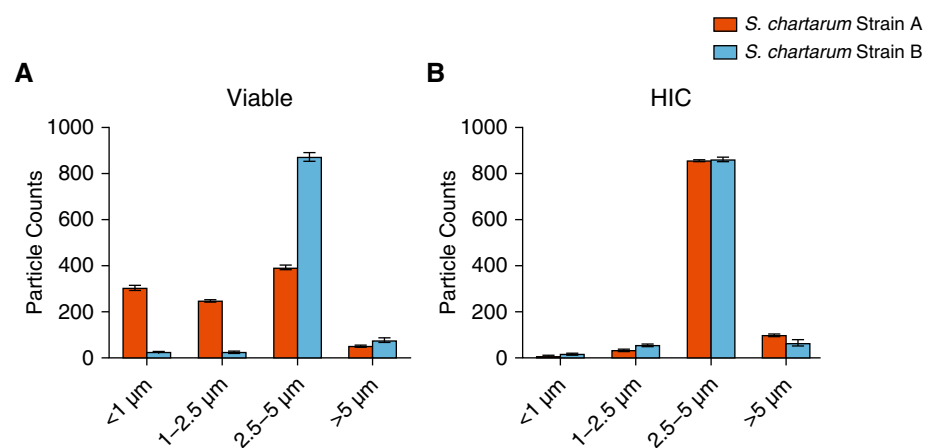 S. chartarum Strain A
S. chartarum Strain B
A
Viable
Particle Counts
1000
800
600
400
200
0
<1 µm
1–2.5 µm
2.5–5 µm
>5 µm
B
HIC
Particle Counts
1000
800
600
400
200
0
<1 µm
1–2.5 µm
2.5–5 µm
>5 µm